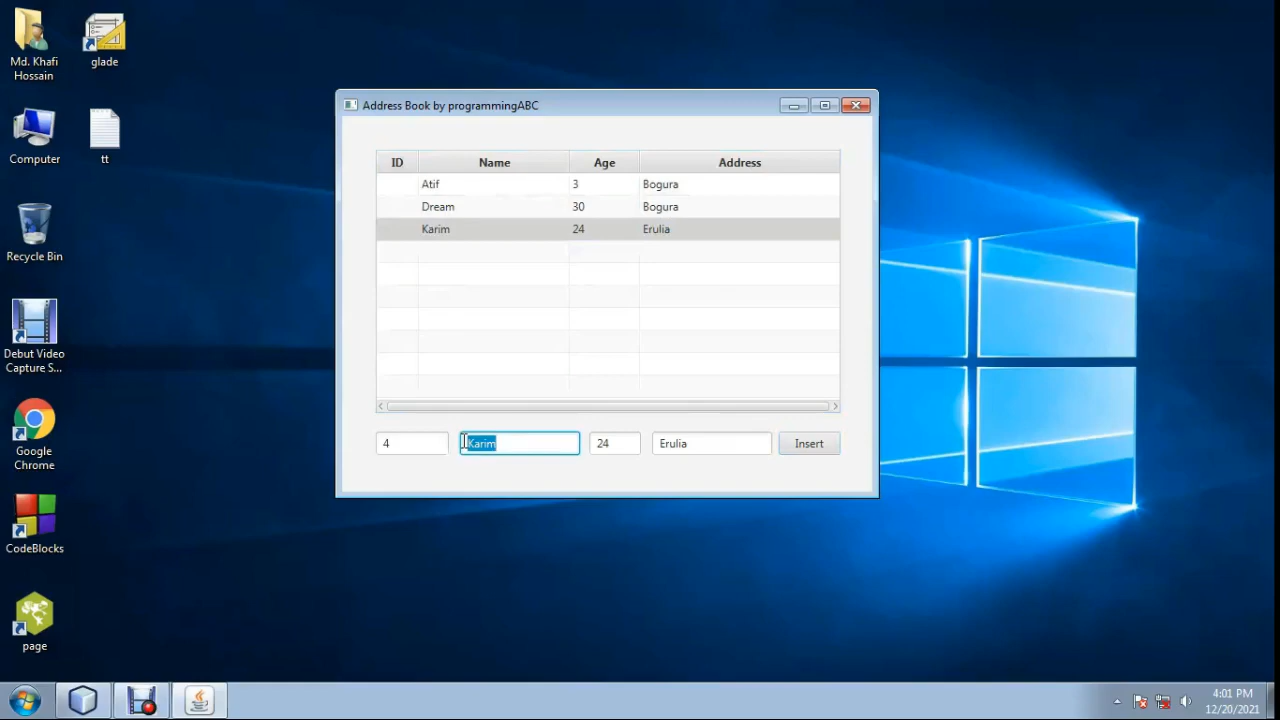 Md. Khafi
Hossain
glade
Computer
tt
Recycle Bin
Debut Video
Capture S...
Google
Chrome
CodeBlocks
page
Address Book by programmingABC
ID Name Age Address
Atif 3 Bogura
Dream 30 Bogura
Karim 24 Erulia
4 Karim 24 Erulia Insert
4:01 PM
12/20/2021